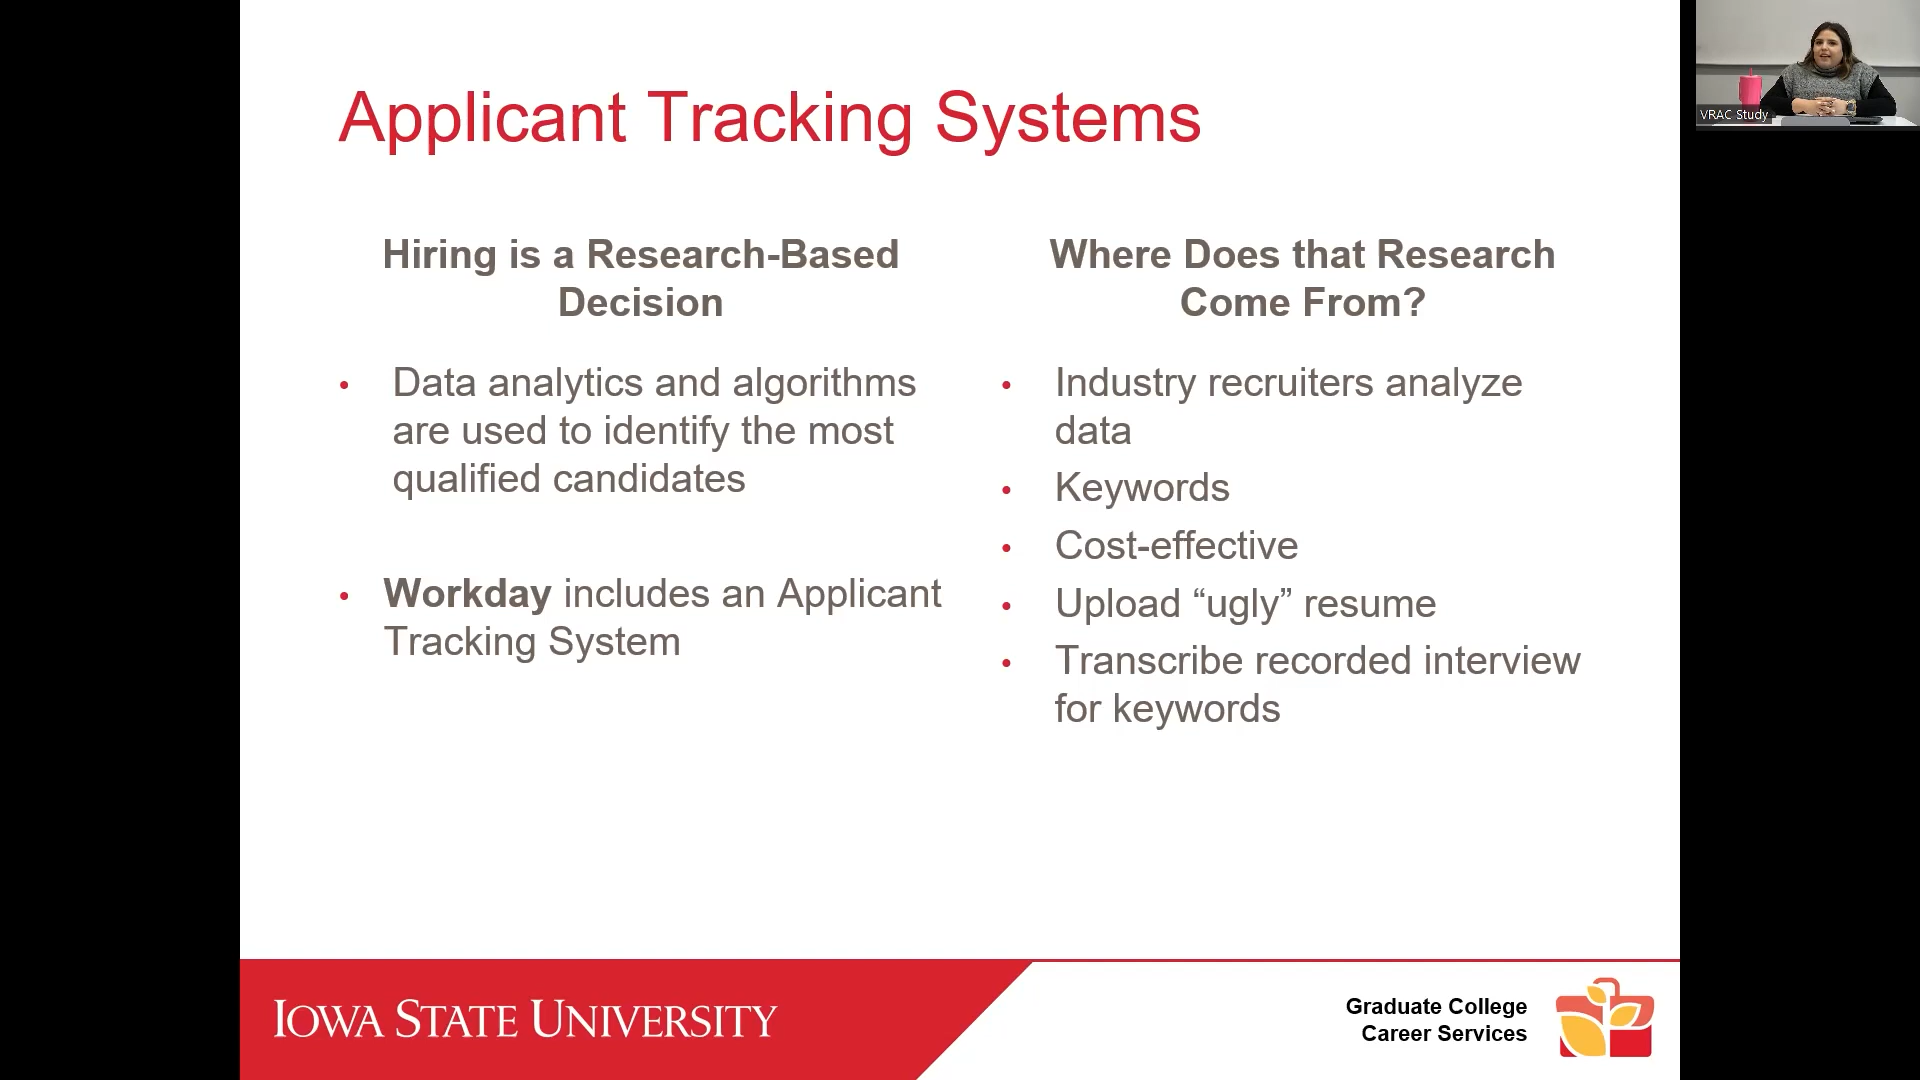 Applicant Tracking Systems
Hiring is a Research-Based
Decision
• Data analytics and algorithms
are used to identify the most
qualified candidates
• Workday includes an Applicant
Tracking System
Where Does that Research
Come From?
• Industry recruiters analyze
data
• Keywords
• Cost-effective
• Upload “ugly” resume
• Transcribe recorded interview
for keywords
VRAC Study
IOWA STATE UNIVERSITY
Graduate College
Career Services